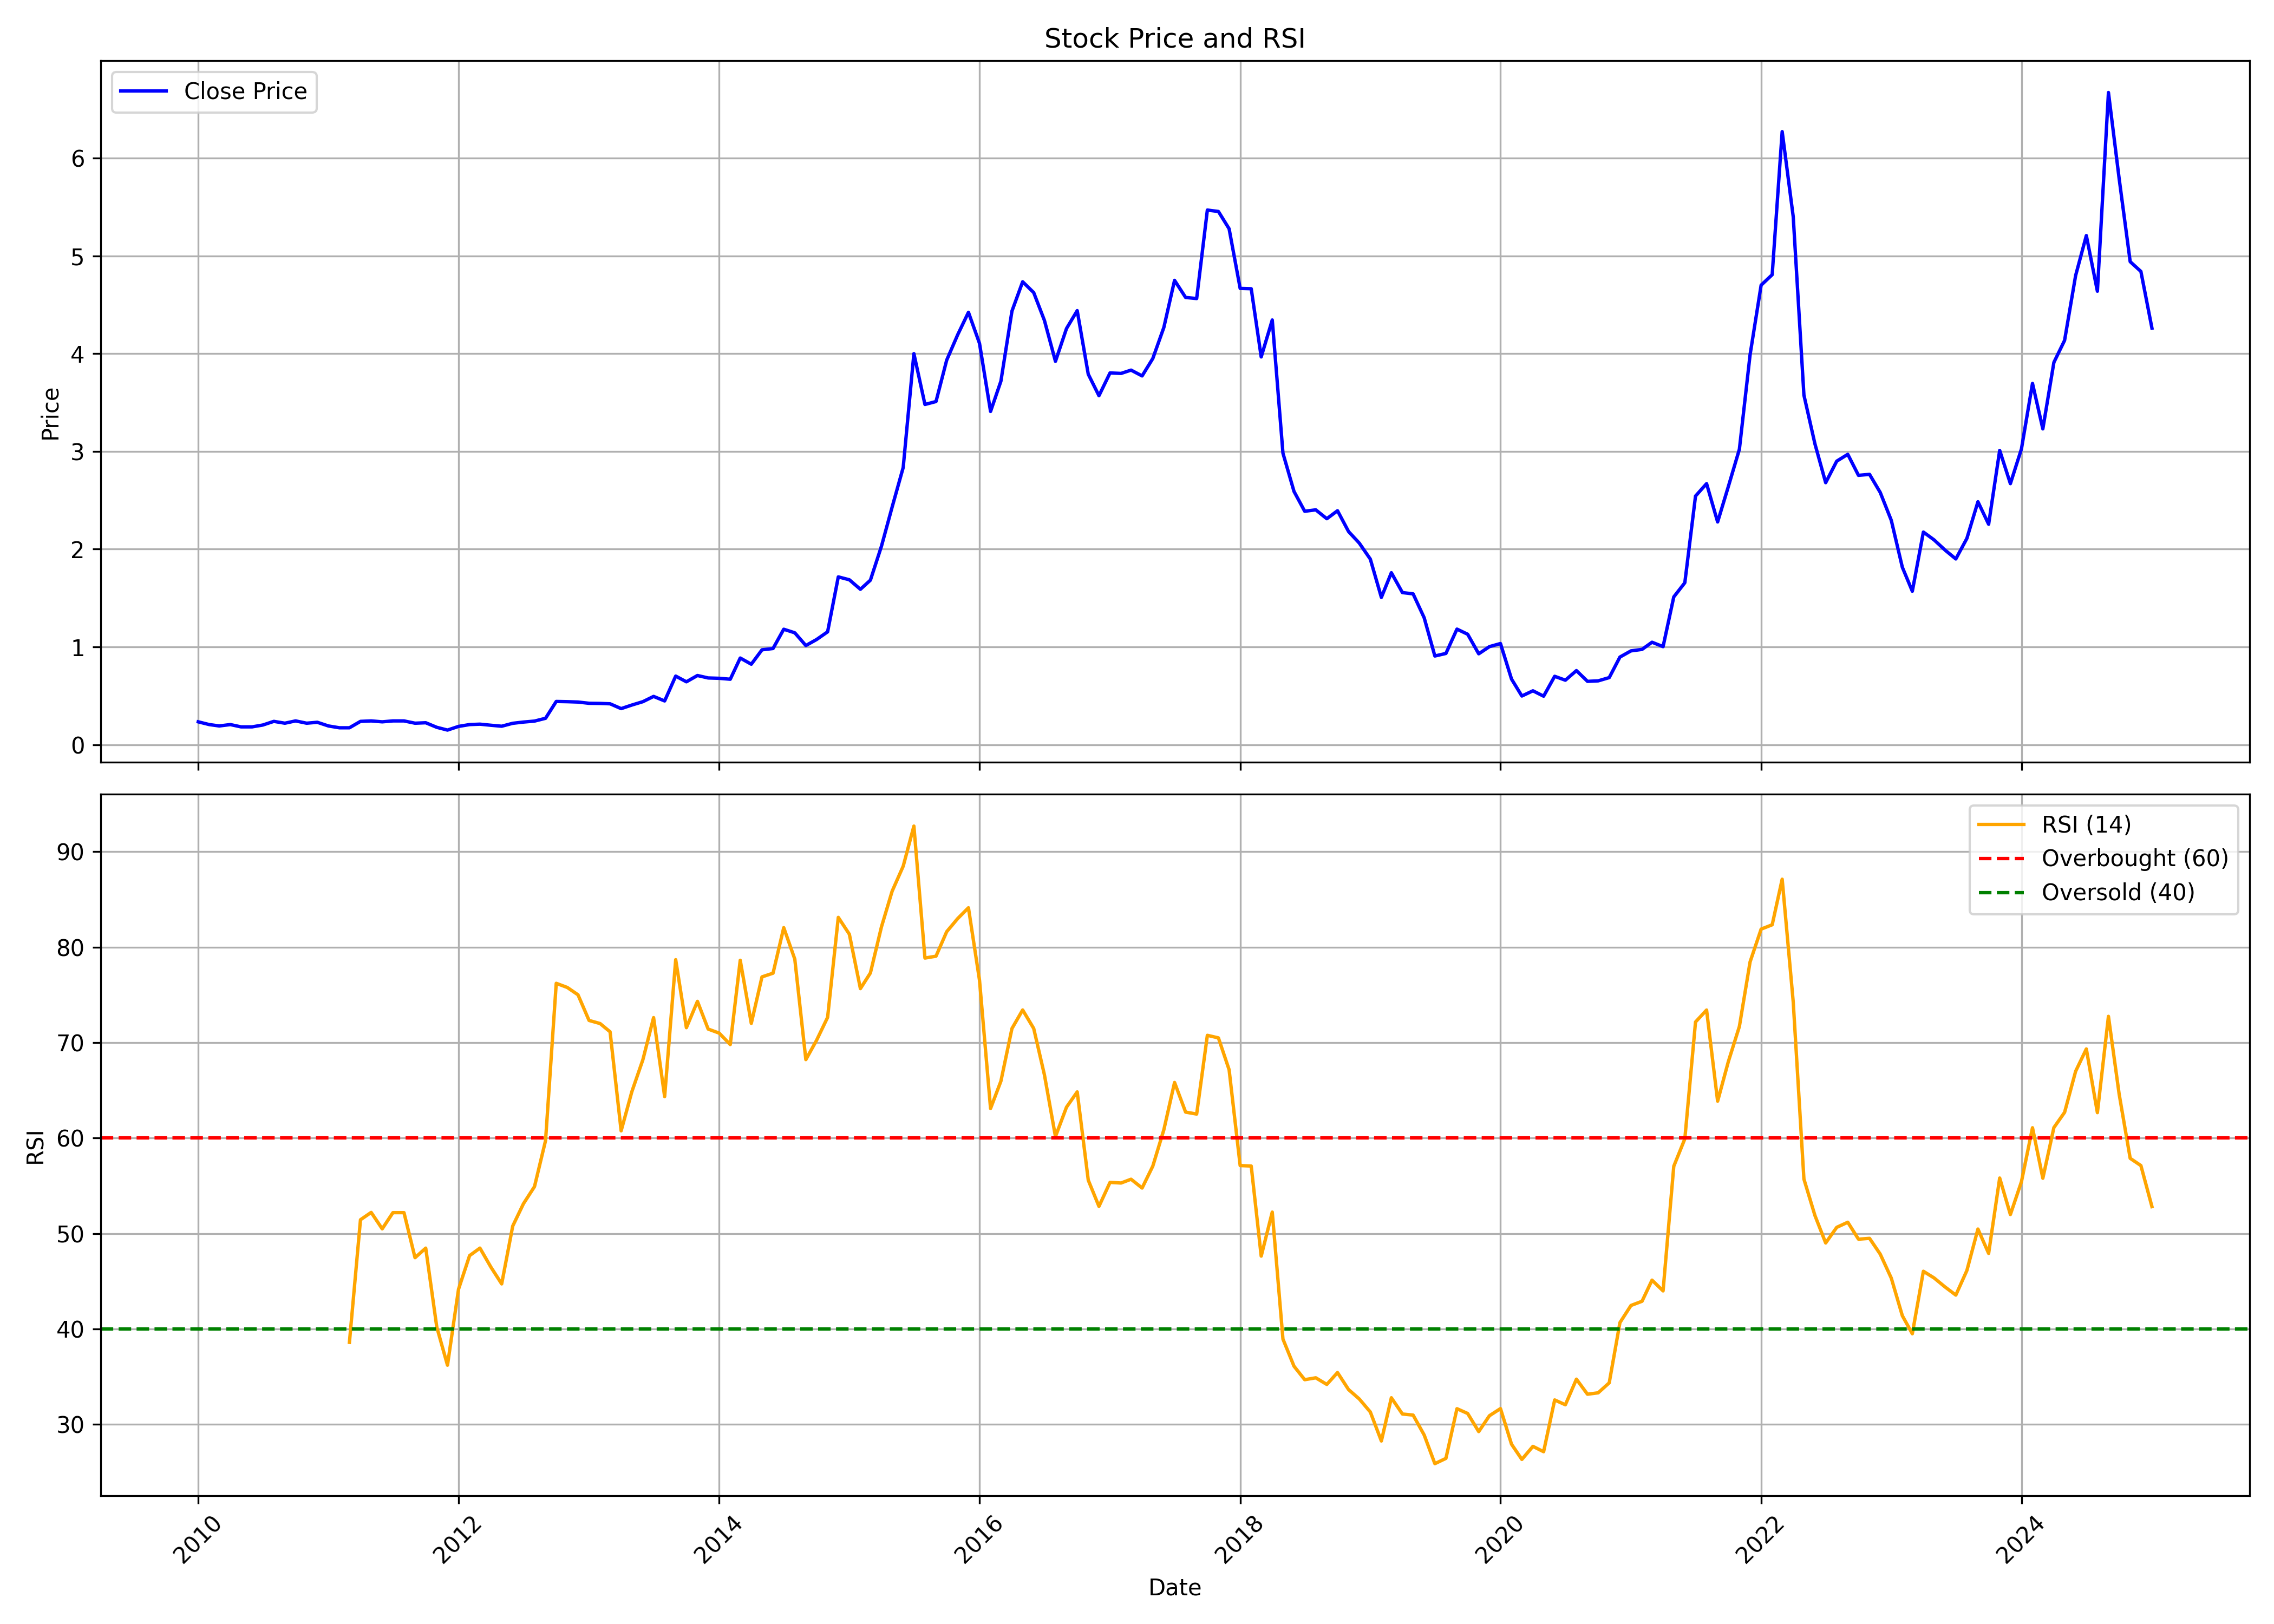 Stock Price and RSI
Close Price
6
5
4
3
2
1
0
Price
RSI (14)
Overbought (60)
Oversold (40)
90
80
70
60
50
40
30
RSI
2010
2012
2014
2016
2018
2020
2022
2024
Date